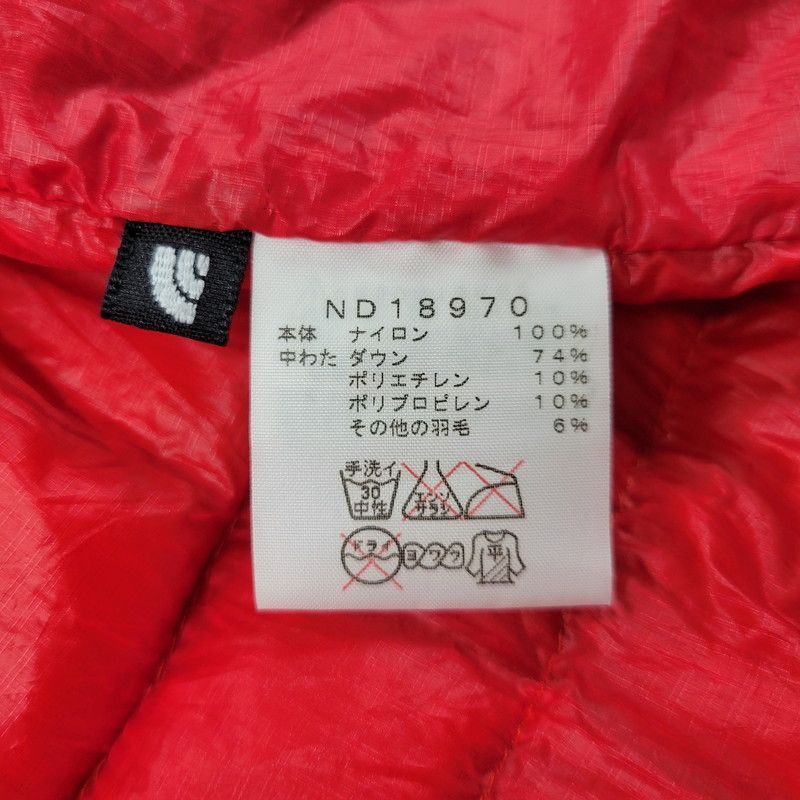 ND18970
本体 ナイロン 100%
中わた ダウン 74%
ポリエチレン 10%
ポリプロピレン 10%
その他の羽毛 6%
手洗イ
30
中性
エンソ
サラシ
ドライ
ヨワク
平